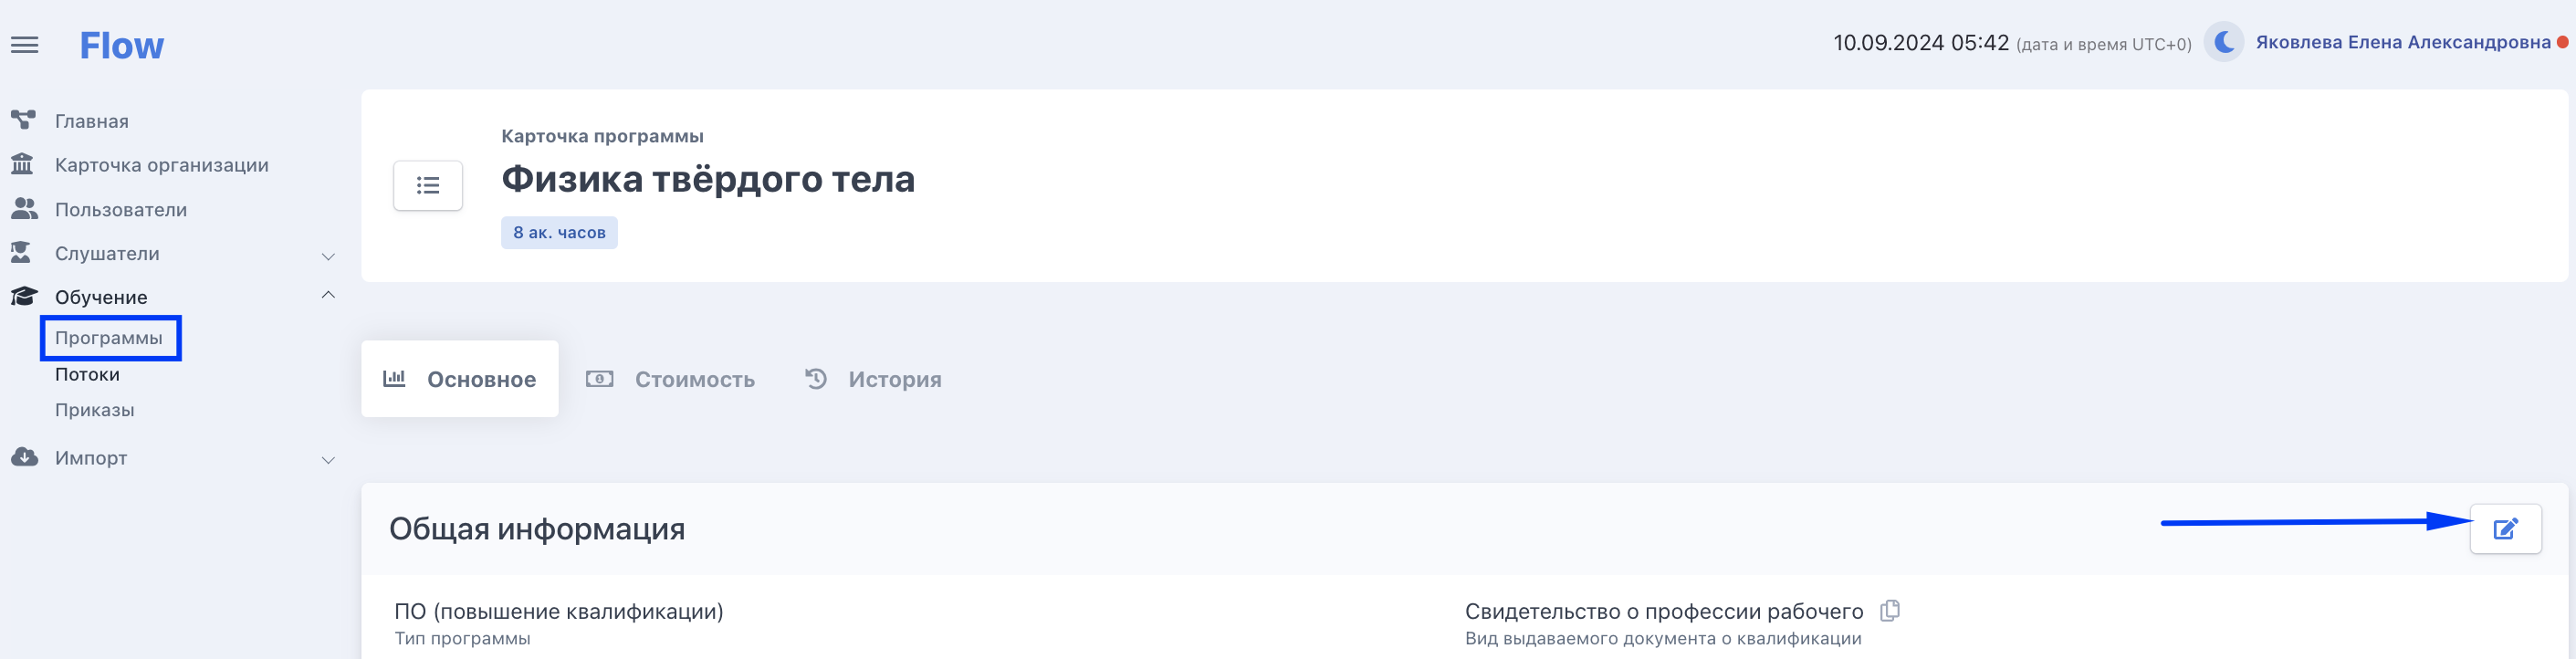 Flow
10.09.2024 05:42 (дата и время UTC+0)
Яковлева Елена Александровна
Главная
Карточка организации
Пользователи
Слушатели
Обучение
Программы
Потоки
Приказы
Импорт
Карточка программы
Физика твёрдого тела
8 ак. часов
Основное
Стоимость
История
Общая информация
ПО (повышение квалификации)
Тип программы
Свидетельство о профессии рабочего
Вид выдаваемого документа о квалификации